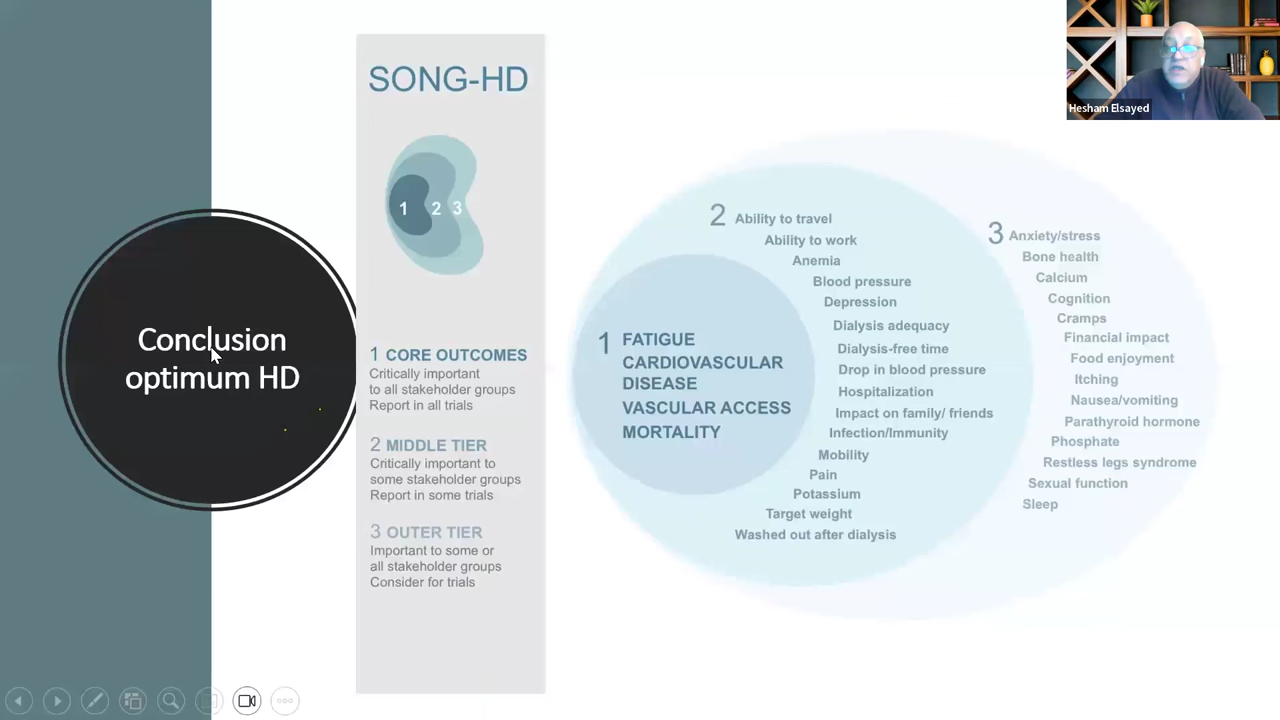 Conclusion
optimum HD
SONG-HD
1 2 3
1 CORE OUTCOMES
Critically important
to all stakeholder groups
Report in all trials
2 MIDDLE TIER
Critically important to
some stakeholder groups
Report in some trials
3 OUTER TIER
Important to some or
all stakeholder groups
Consider for trials
1 FATIGUE
CARDIOVASCULAR
DISEASE
VASCULAR ACCESS
MORTALITY
2 Ability to travel
Ability to work
Anemia
Blood pressure
Depression
Dialysis adequacy
Dialysis-free time
Drop in blood pressure
Hospitalization
Impact on family/ friends
Infection/Immunity
Mobility
Pain
Potassium
Target weight
Washed out after dialysis
3 Anxiety/stress
Bone health
Calcium
Cognition
Cramps
Financial impact
Food enjoyment
Itching
Nausea/vomiting
Parathyroid hormone
Phosphate
Restless legs syndrome
Sexual function
Sleep
Hesham Elsayed